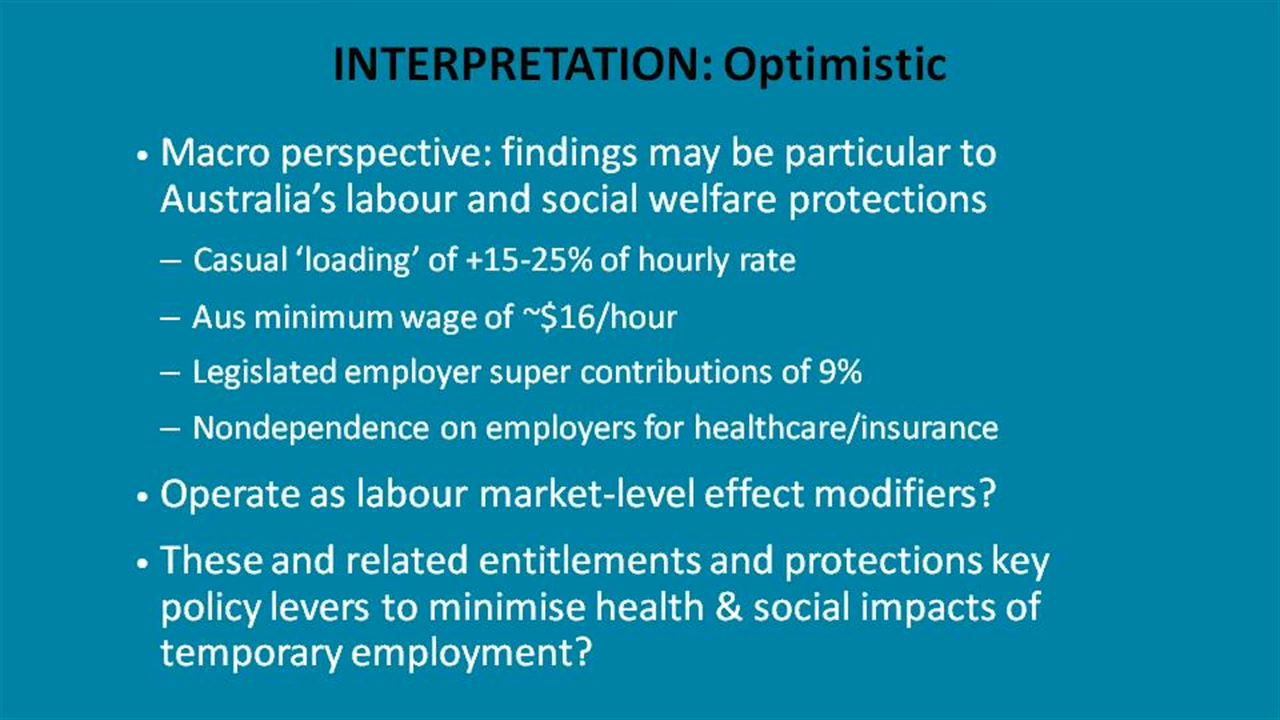 INTERPRETATION: Optimistic
• Macro perspective: findings may be particular to
Australia's labour and social welfare protections
– Casual 'loading' of +15-25% of hourly rate
– Aus minimum wage of ~$16/hour
– Legislated employer super contributions of 9%
– Nondependence on employers for healthcare/insurance
• Operate as labour market-level effect modifiers?
• These and related entitlements and protections key
policy levers to minimise health & social impacts of
temporary employment?